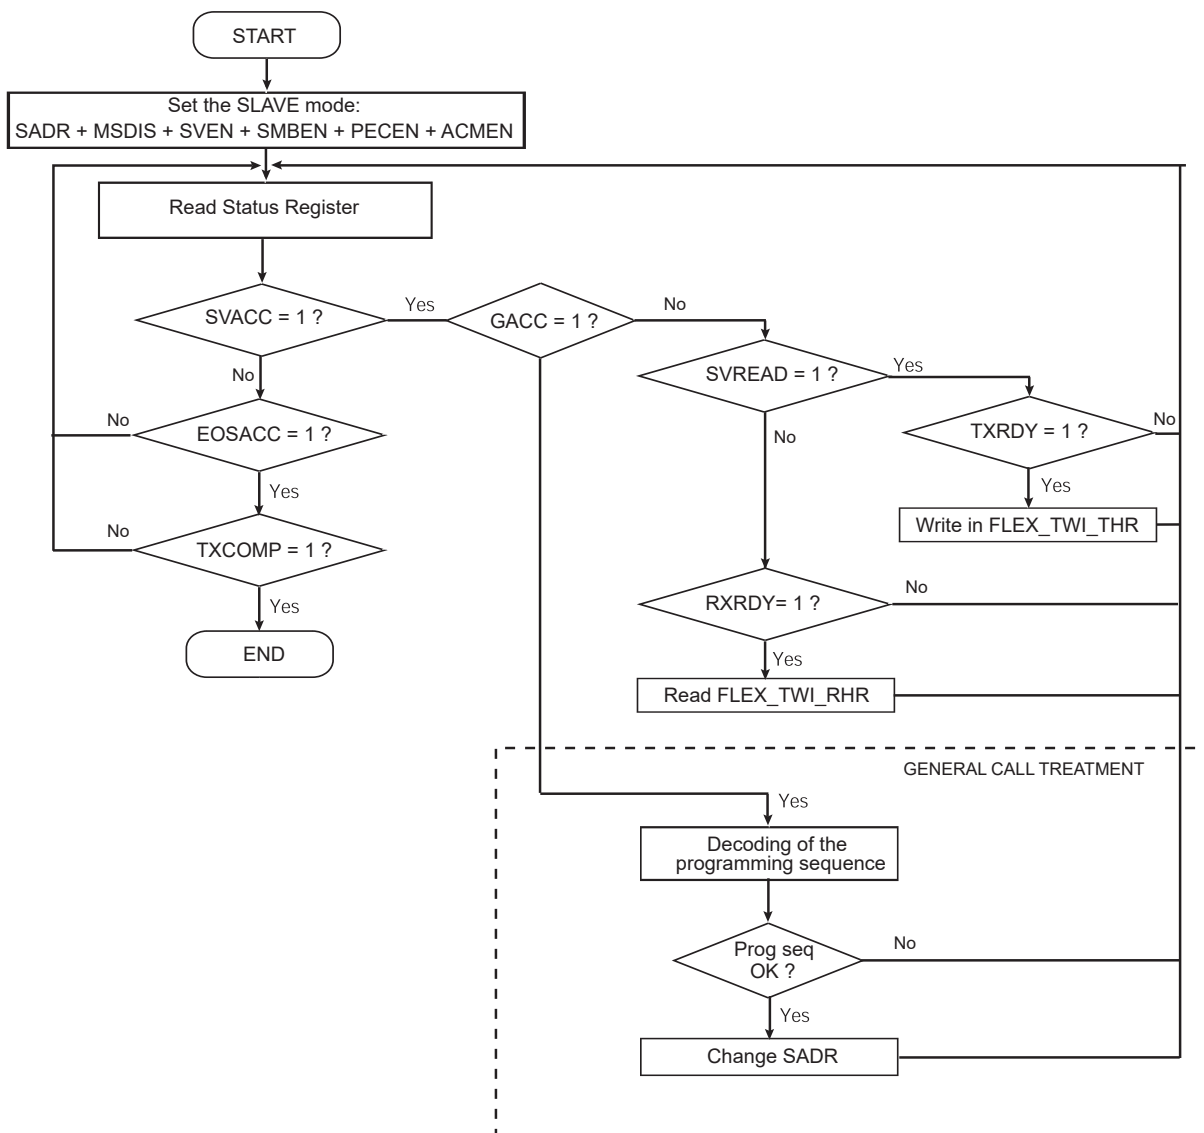 START
Set the SLAVE mode:
SADR + MSDIS + SVEN + SMBEN + PECEN + ACMEN
Read Status Register
SVACC = 1 ?
Yes
GACC = 1 ?
No
SVREAD = 1 ?
Yes
No
EOSACC = 1 ?
No
No
TXRDY = 1 ?
No
Yes
Yes
Write in FLEX_TWI_THR
No
TXCOMP = 1 ?
Yes
END
RXRDY= 1 ?
No
Yes
Read FLEX_TWI_RHR
GENERAL CALL TREATMENT
Yes
Decoding of the
programming sequence
Prog seq
OK ?
No
Yes
Change SADR